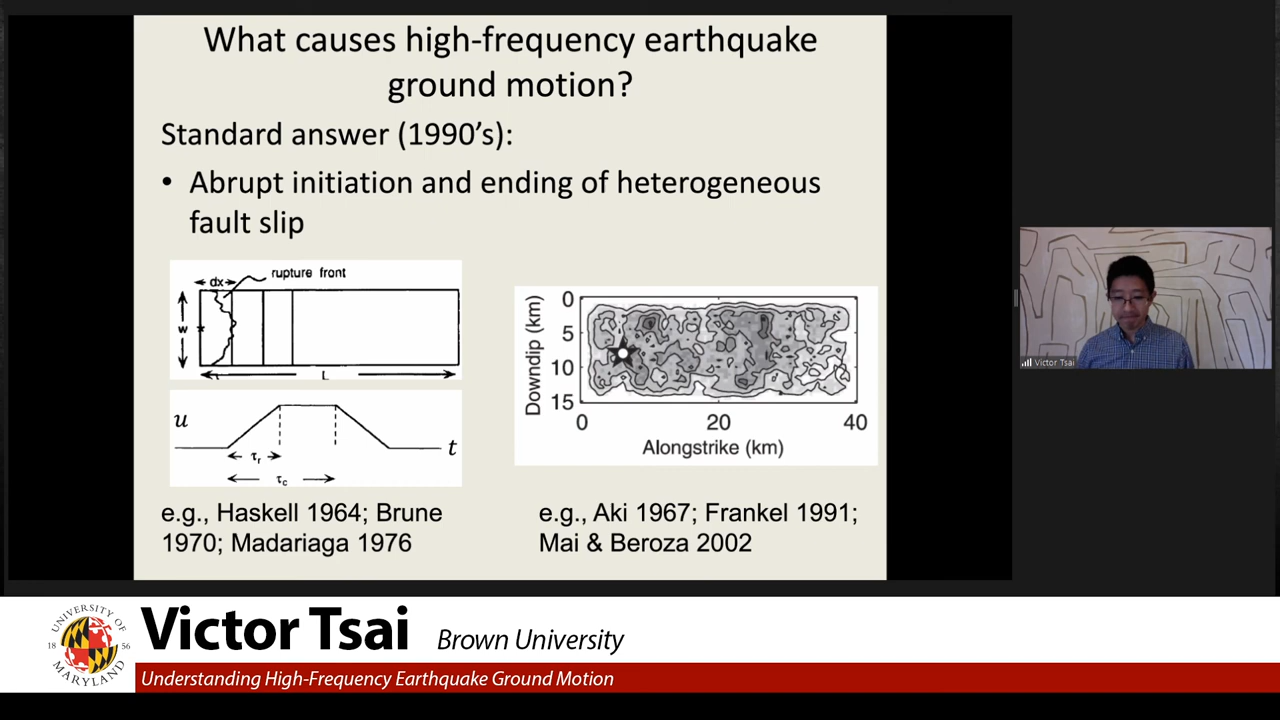 What causes high-frequency earthquake
ground motion?
Standard answer (1990's):
• Abrupt initiation and ending of heterogeneous
fault slip
dx
rupture front
w
L
u
t
τr
τc
Downdip (km)
0
5
10
15
0
20
40
Alongstrike (km)
e.g., Haskell 1964; Brune
1970; Madariaga 1976
e.g., Aki 1967; Frankel 1991;
Mai & Beroza 2002
Victor Tsai
UNIVERSITY OF
18 56
MARYLAND
Victor Tsai Brown University
Understanding High-Frequency Earthquake Ground Motion